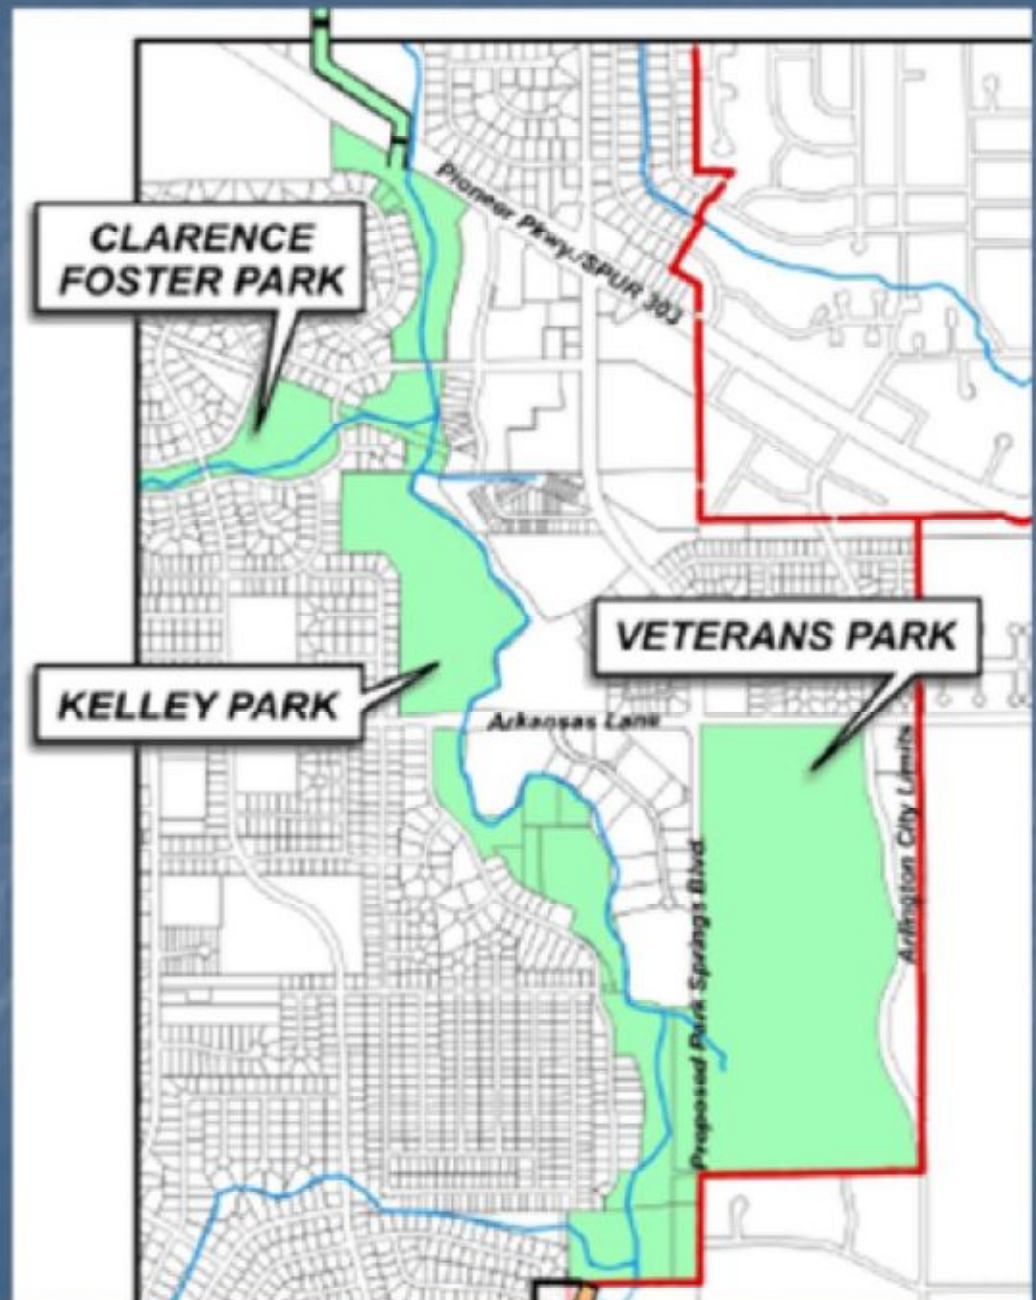 Pioneer Pkwy./SPUR 303
CLARENCE
FOSTER PARK
VETERANS PARK
KELLEY PARK
Arkansas Lane
Arlington City Limits
Proposed Park Springs Blvd.